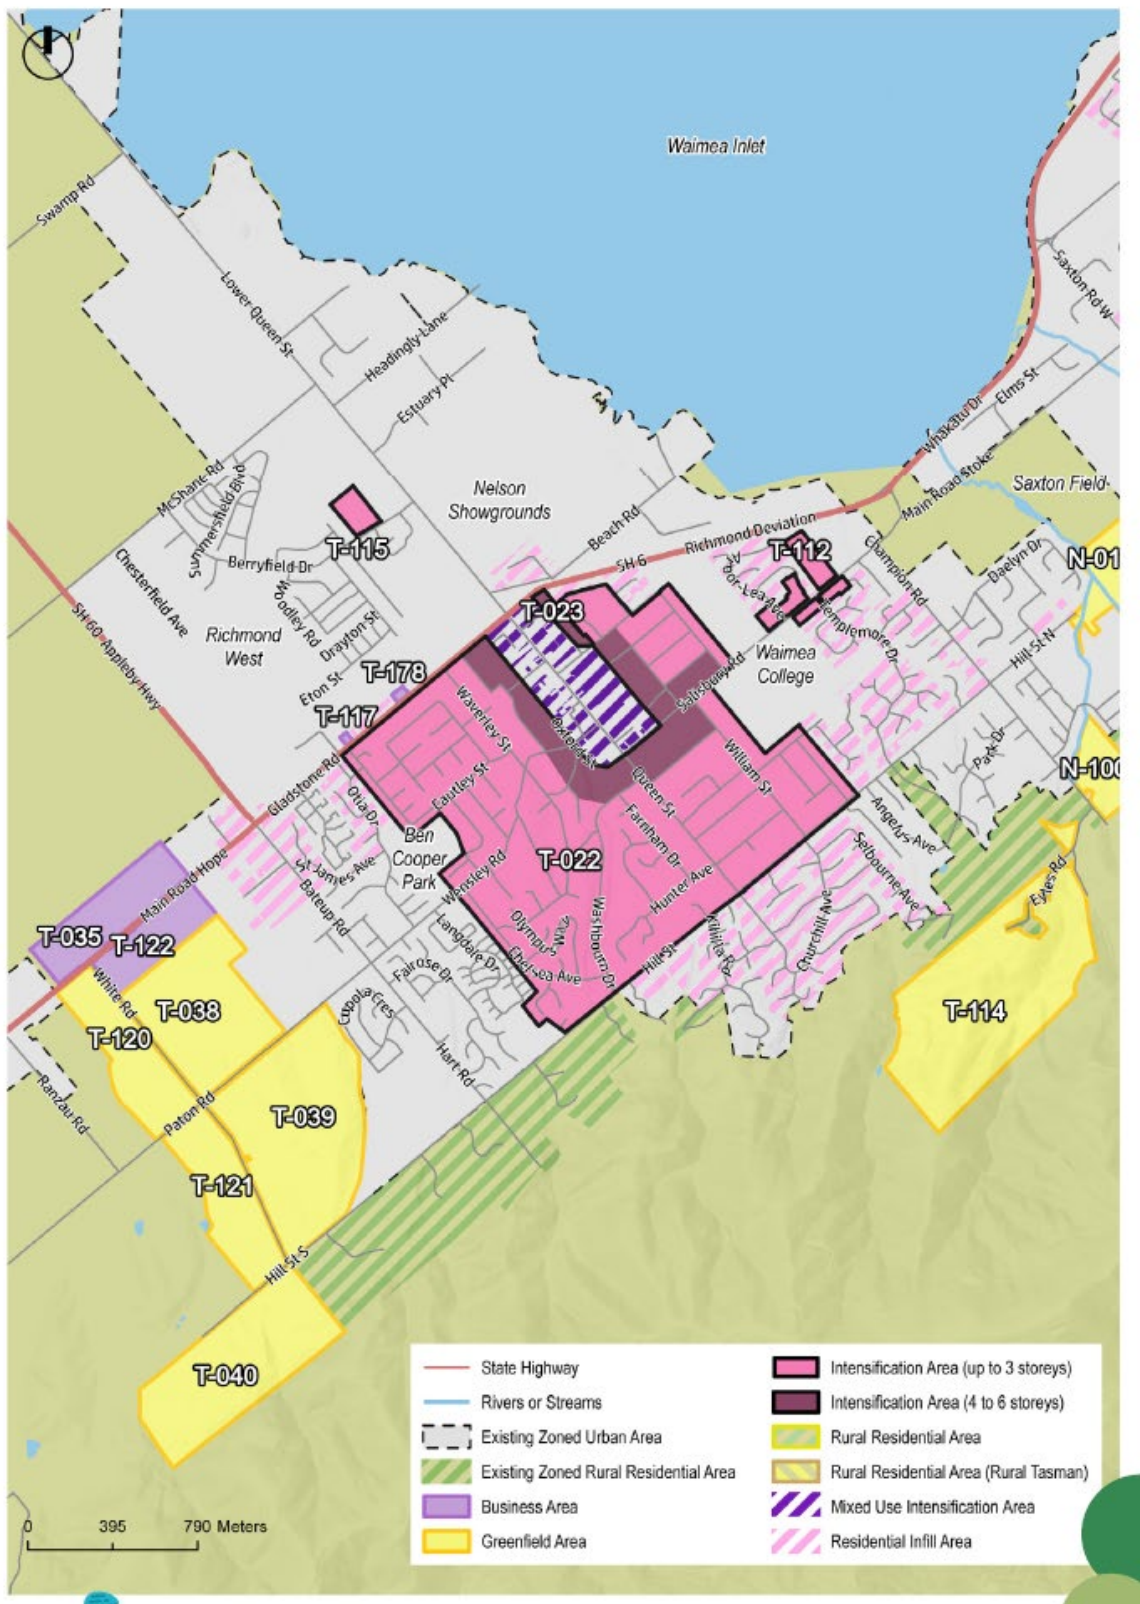 Waimea Inlet
Swamp Rd
Saxton Rd W
Lower Queen St
Headingly Lane
Estuary Pl
Elms St
Whakatu Dr
Main Road Stoke
Saxton Field
McShane Rd
Summersfield Blvd
Nelson
Showgrounds
Beach Rd
Richmond Deviation
SH 6
T-115
T-112
Berryfield Dr
Champion Rd
Daelyn Dr
N-01
Chesterfield Ave
SH 60 Appleby Hwy
Richmond
West
Drayton St
Eton St
T-178
T-117
T-023
Templemore Dr
Hill St N
Waimea
College
Salisbury Rd
Waverley St
Oxford St
William St
Park Dr
N-100
Gladstone Rd
Otia Dr
Cautley St
Queen St
Farnham Dr
Angelus Ave
Selbourne Ave
Ben
Cooper
Park
T-022
St James Ave
Bateup Rd
Wensley Rd
Hunter Ave
Main Road Hope
Langdale Dr
Olympus Way
Washbourn Dr
Churchill Ave
T-035
T-122
Fairose Dr
Chelsea Ave
Hill St
White Rd
T-038
T-120
T-114
Hart Rd
Ranzau Rd
Paton Rd
T-039
T-121
Hill St S
T-040
State Highway
Rivers or Streams
Existing Zoned Urban Area
Existing Zoned Rural Residential Area
Business Area
Greenfield Area
Intensification Area (up to 3 storeys)
Intensification Area (4 to 6 storeys)
Rural Residential Area
Rural Residential Area (Rural Tasman)
Mixed Use Intensification Area
Residential Infill Area
0 395 790 Meters